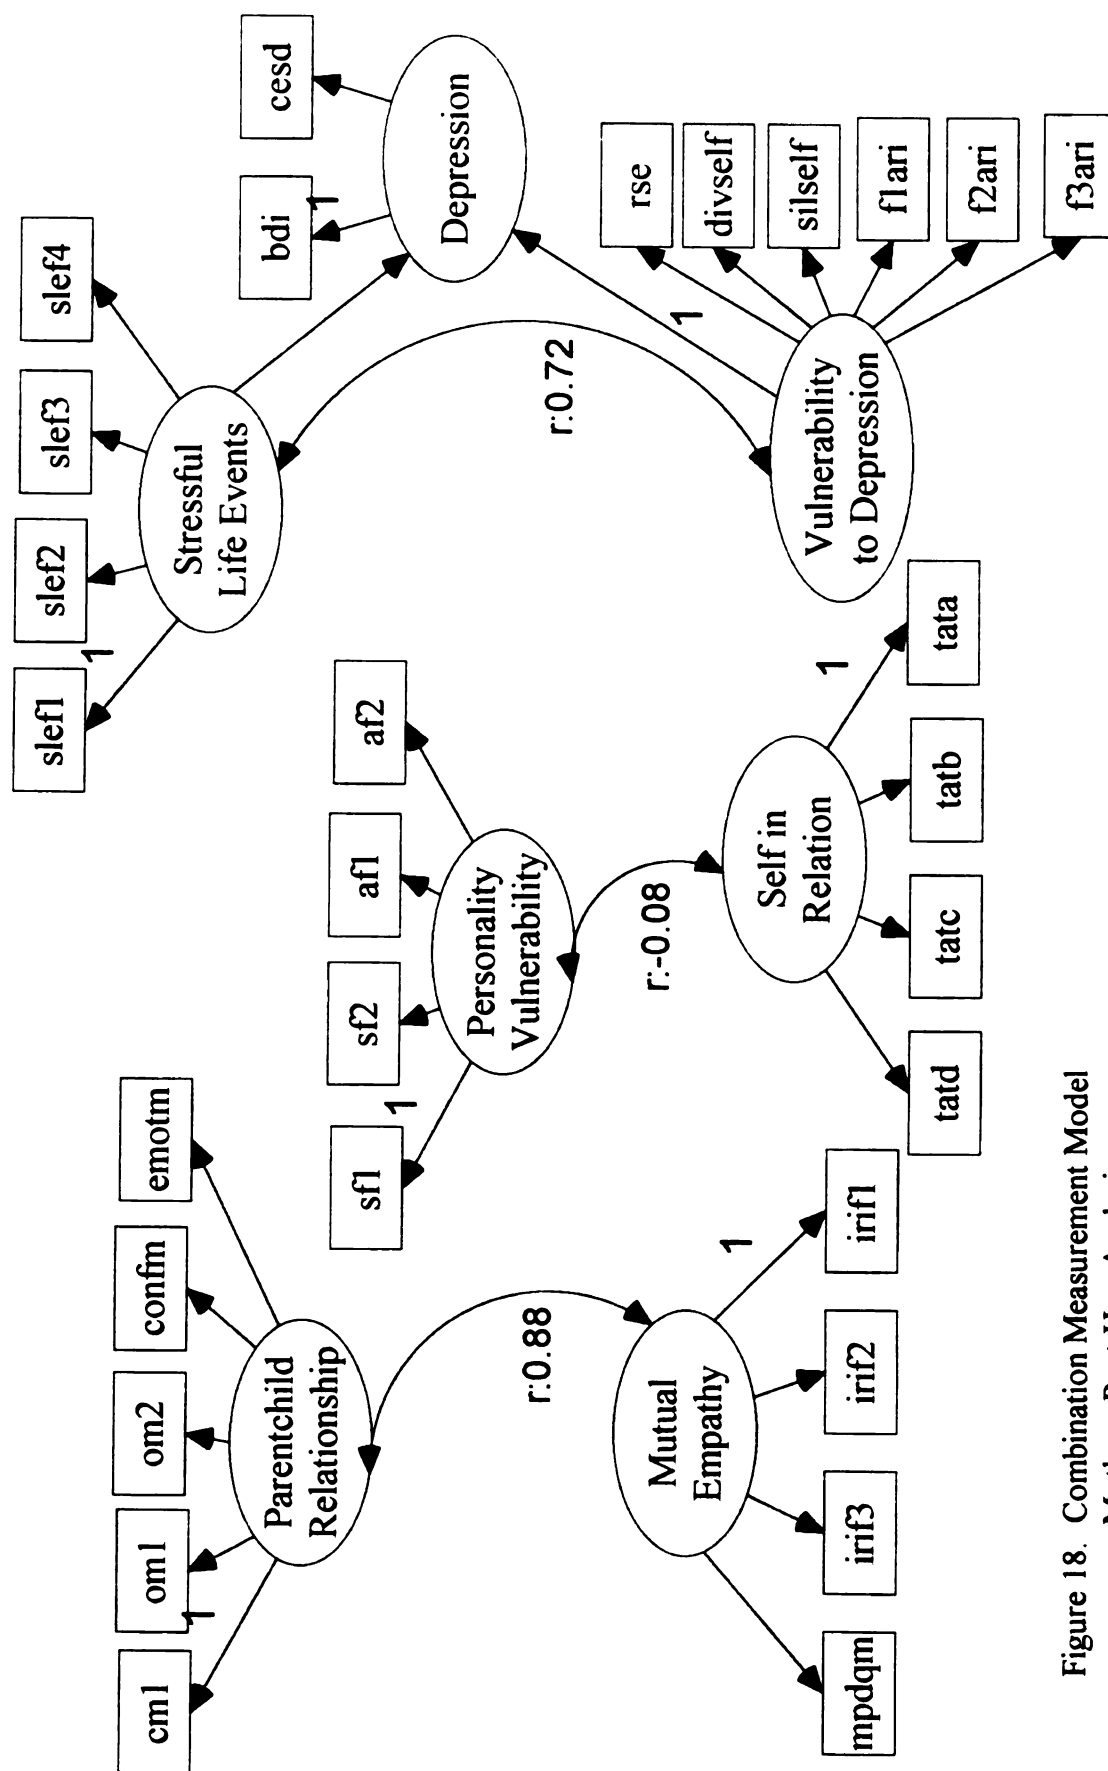 cm1
om1
om2
confm
emotm
1
Parentchild
Relationship
r:0.88
Mutual
Empathy
1
mpdqm
irif3
irif2
irif1
sf1
sf2
af1
af2
1
Personality
Vulnerability
r:-0.08
Self in
Relation
1
tatd
tatc
tatb
tata
slef1
slef2
slef3
slef4
1
Stressful
Life Events
r:0.72
bdi
cesd
1
Depression
1
Vulnerability
to Depression
rse
divself
silself
f1ari
f2ari
f3ari
Figure 18. Combination Measurement Model